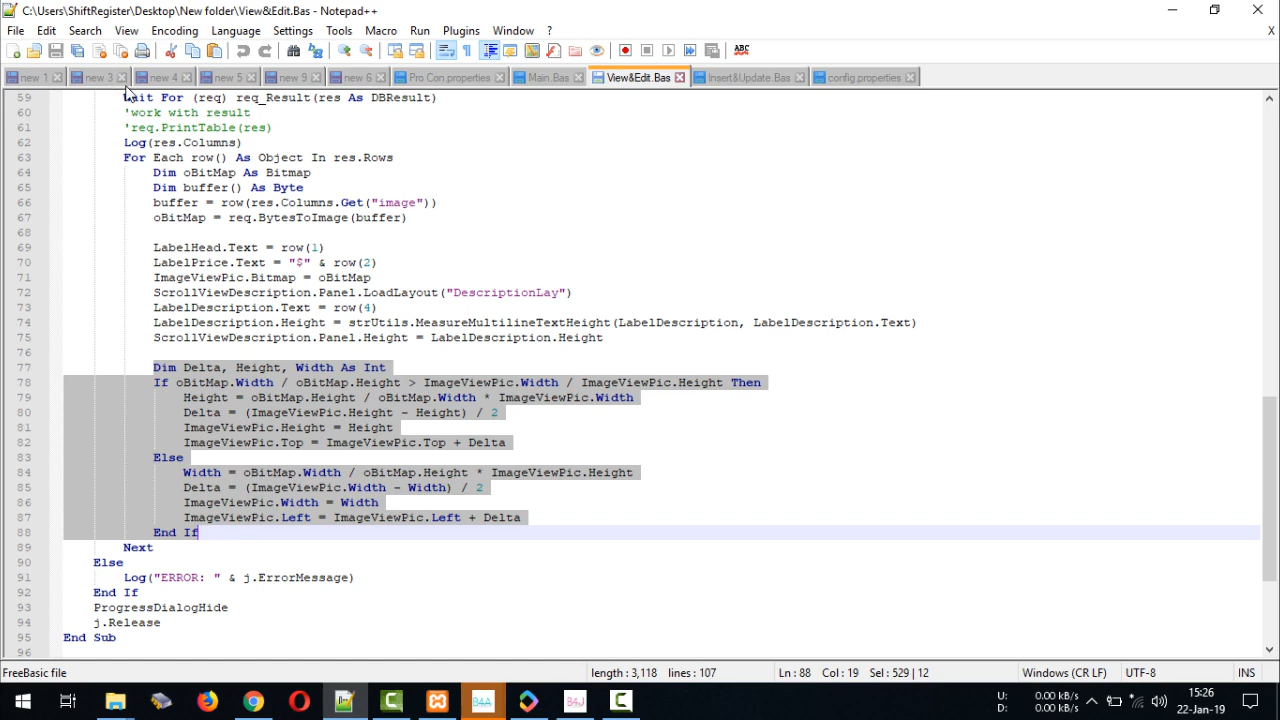 C:\Users\ShiftRegister\Desktop\New folder\View&Edit.Bas - Notepad++
File Edit Search View Encoding Language Settings Tools Macro Run Plugins Window ?
new 1 new 3 new 4 new 5 new 9 new 6 Pro Con.properties Main.Bas View&Edit.Bas Insert&Update.Bas config.properties
59 Wait For (req) req_Result(res As DBResult)
60 'work with result
61 'req.PrintTable(res)
62 Log(res.Columns)
63 For Each row() As Object In res.Rows
64 Dim oBitMap As Bitmap
65 Dim buffer() As Byte
66 buffer = row(res.Columns.Get("image"))
67 oBitMap = req.BytesToImage(buffer)
68
69 LabelHead.Text = row(1)
70 LabelPrice.Text = "$" & row(2)
71 ImageViewPic.Bitmap = oBitMap
72 ScrollViewDescription.Panel.LoadLayout("DescriptionLay")
73 LabelDescription.Text = row(4)
74 LabelDescription.Height = strUtils.MeasureMultilineTextHeight(LabelDescription, LabelDescription.Text)
75 ScrollViewDescription.Panel.Height = LabelDescription.Height
76
77 Dim Delta, Height, Width As Int
78 If oBitMap.Width / oBitMap.Height > ImageViewPic.Width / ImageViewPic.Height Then
79 Height = oBitMap.Height / oBitMap.Width * ImageViewPic.Width
80 Delta = (ImageViewPic.Height - Height) / 2
81 ImageViewPic.Height = Height
82 ImageViewPic.Top = ImageViewPic.Top + Delta
83 Else
84 Width = oBitMap.Width / oBitMap.Height * ImageViewPic.Height
85 Delta = (ImageViewPic.Width - Width) / 2
86 ImageViewPic.Width = Width
87 ImageViewPic.Left = ImageViewPic.Left + Delta
88 End If
89 Next
90 Else
91 Log("ERROR: " & j.ErrorMessage)
92 End If
93 ProgressDialogHide
94 j.Release
95 End Sub
96
FreeBasic file length : 3,118 lines : 107 Ln : 88 Col : 19 Sel : 529 | 12 Windows (CR LF) UTF-8 INS
B4A B4J
U: 0.00 kB/s
D: 0.00 kB/s
15:26
22-Jan-19